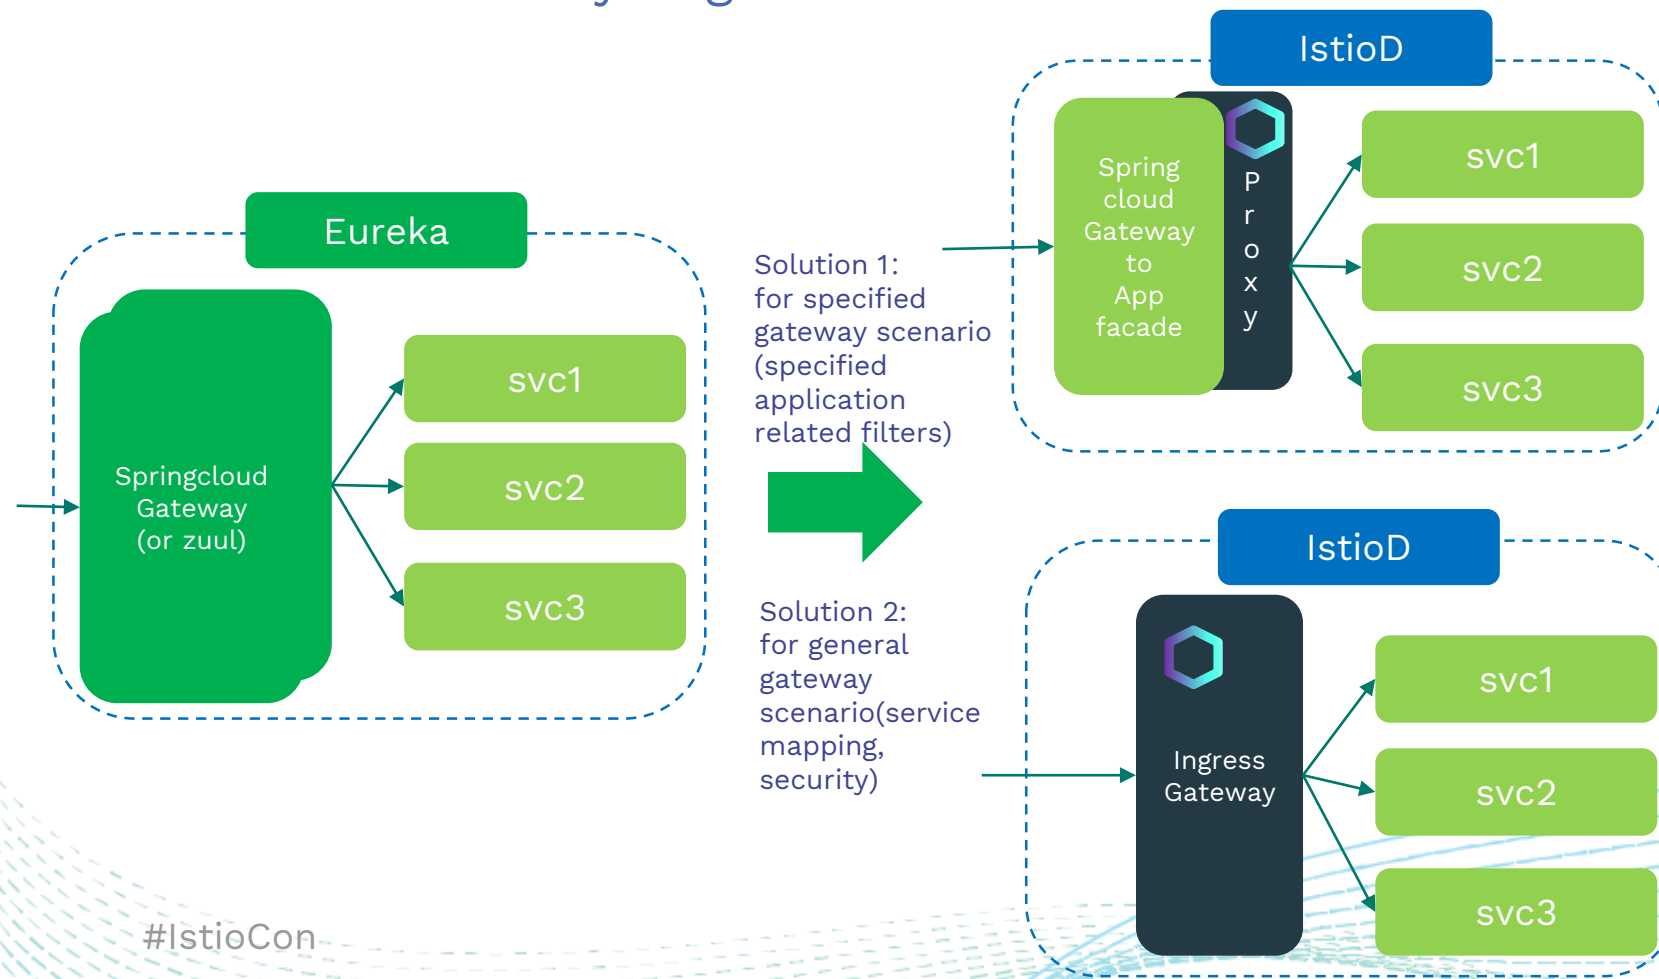 Eureka
Springcloud
Gateway
(or zuul)
svc1
svc2
svc3
Solution 1:
for specified
gateway scenario
(specified
application
related filters)
Solution 2:
for general
gateway
scenario(service
mapping,
security)
IstioD
Spring
cloud
Gateway
to
App
facade
P
r
o
x
y
svc1
svc2
svc3
IstioD
Ingress
Gateway
svc1
svc2
svc3
#IstioCon